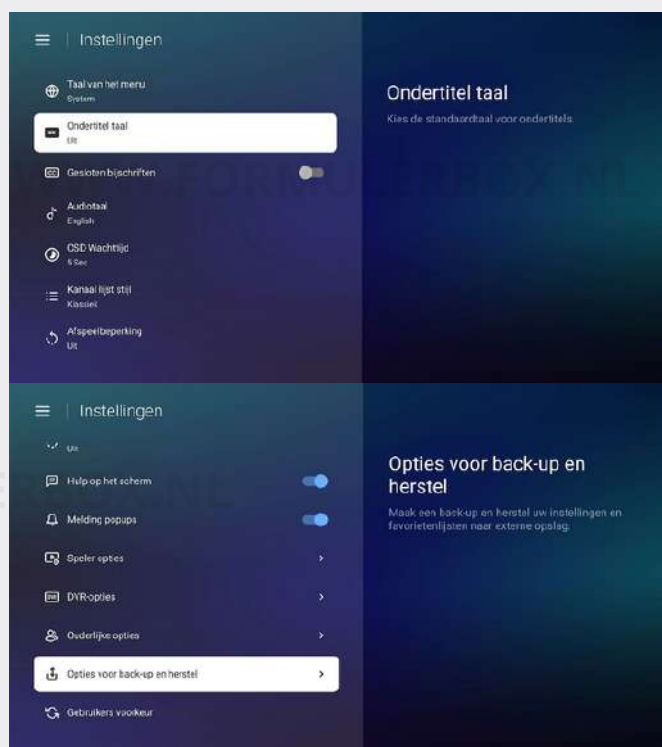 Instellingen
Taal van het menu
System
Ondertitel taal
Uit
Gesloten bijschriften
Audiotaal
English
OSD Wachttijd
5 Sec
Kanaal lijst stijl
Klassiek
Afspeelbeperking
Uit
Ondertitel taal
Kies de standaardtaal voor ondertitels.
Instellingen
Uit
Hulp op het scherm
Melding popups
Speler opties
DVR-opties
Ouderlijke opties
Opties voor back-up en herstel
Gebruikers voorkeur
Opties voor back-up en
herstel
Maak een back-up en herstel uw instellingen en
favorietenlijsten naar externe opslag.